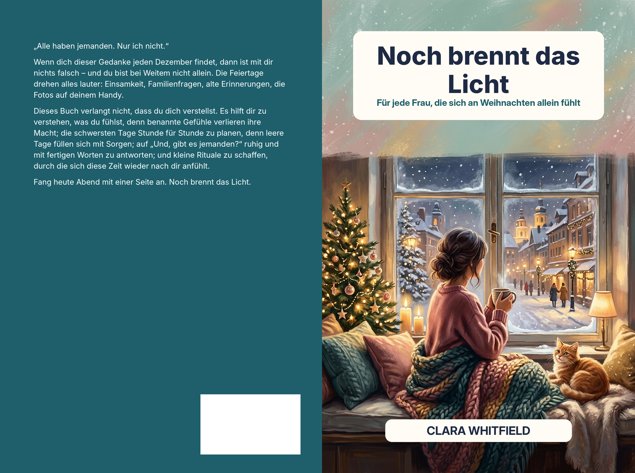 „Alle haben jemanden. Nur ich nicht.“
Wenn dich dieser Gedanke jeden Dezember findet, dann ist mit dir
nichts falsch – und du bist bei Weitem nicht allein. Die Feiertage
drehen alles lauter: Einsamkeit, Familienfragen, alte Erinnerungen, die
Fotos auf deinem Handy.
Dieses Buch verlangt nicht, dass du dich verstellst. Es hilft dir zu
verstehen, was du fühlst, denn benannte Gefühle verlieren ihre
Macht; die schwersten Tage Stunde für Stunde zu planen, denn leere
Tage füllen sich mit Sorgen; auf „Und, gibt es jemanden?“ ruhig und
mit fertigen Worten zu antworten; und kleine Rituale zu schaffen,
durch die sich diese Zeit wieder nach dir anfühlt.
Fang heute Abend mit einer Seite an. Noch brennt das Licht.
Noch brennt das
Licht
Für jede Frau, die sich an Weihnachten allein fühlt
CLARA WHITFIELD